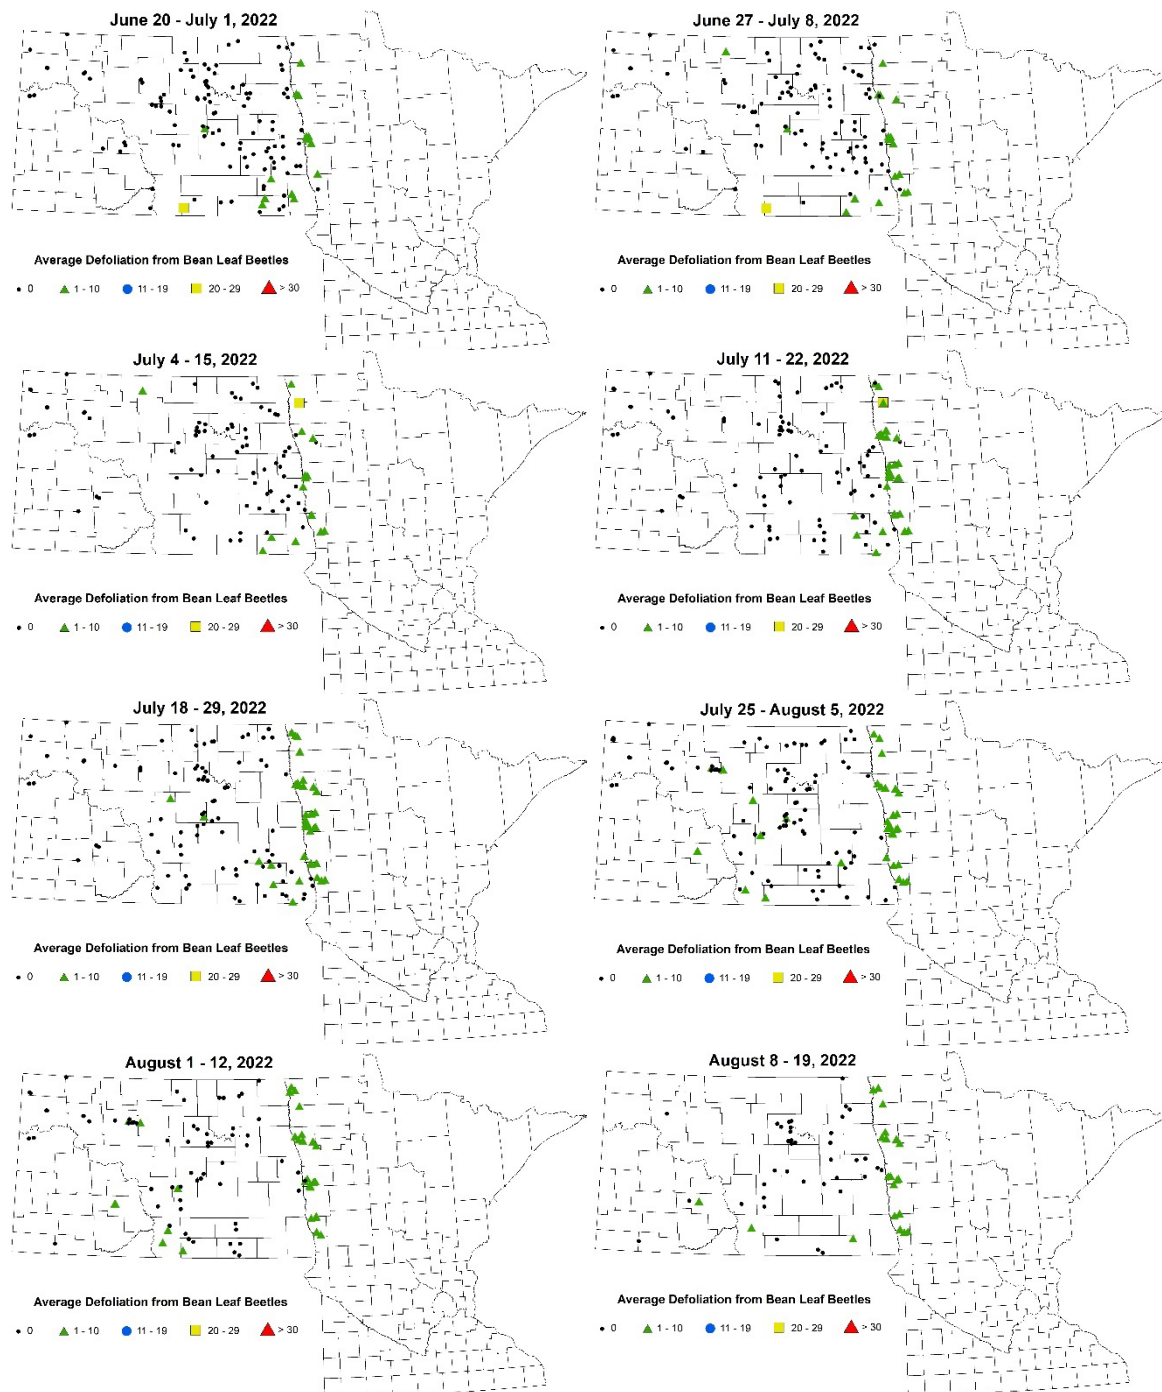 June 20 - July 1, 2022
Average Defoliation from Bean Leaf Beetles
0 1 - 10 11 - 19 20 - 29 > 30
June 27 - July 8, 2022
Average Defoliation from Bean Leaf Beetles
0 1 - 10 11 - 19 20 - 29 > 30
July 4 - 15, 2022
Average Defoliation from Bean Leaf Beetles
0 1 - 10 11 - 19 20 - 29 > 30
July 11 - 22, 2022
Average Defoliation from Bean Leaf Beetles
0 1 - 10 11 - 19 20 - 29 > 30
July 18 - 29, 2022
Average Defoliation from Bean Leaf Beetles
0 1 - 10 11 - 19 20 - 29 > 30
July 25 - August 5, 2022
Average Defoliation from Bean Leaf Beetles
0 1 - 10 11 - 19 20 - 29 > 30
August 1 - 12, 2022
Average Defoliation from Bean Leaf Beetles
0 1 - 10 11 - 19 20 - 29 > 30
August 8 - 19, 2022
Average Defoliation from Bean Leaf Beetles
0 1 - 10 11 - 19 20 - 29 > 30